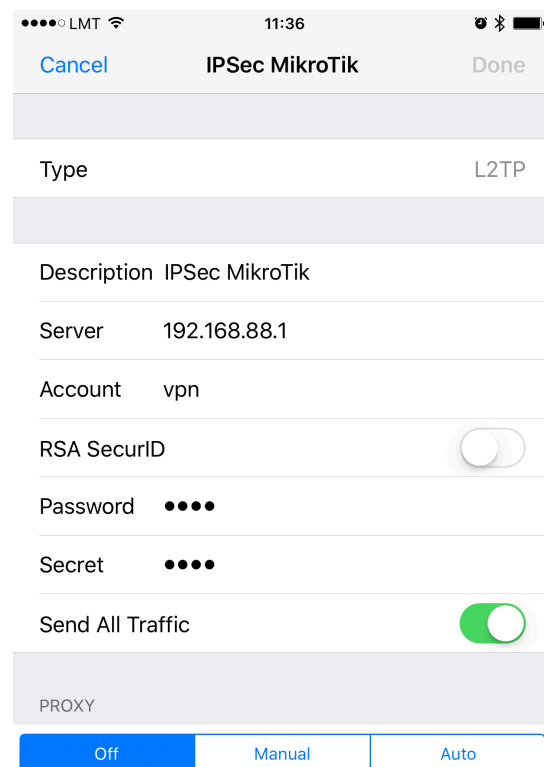 LMT 11:36
Cancel IPSec MikroTik Done
Type L2TP
Description IPSec MikroTik
Server 192.168.88.1
Account vpn
RSA SecurID
Password ●●●●
Secret ●●●●
Send All Traffic
PROXY
Off Manual Auto